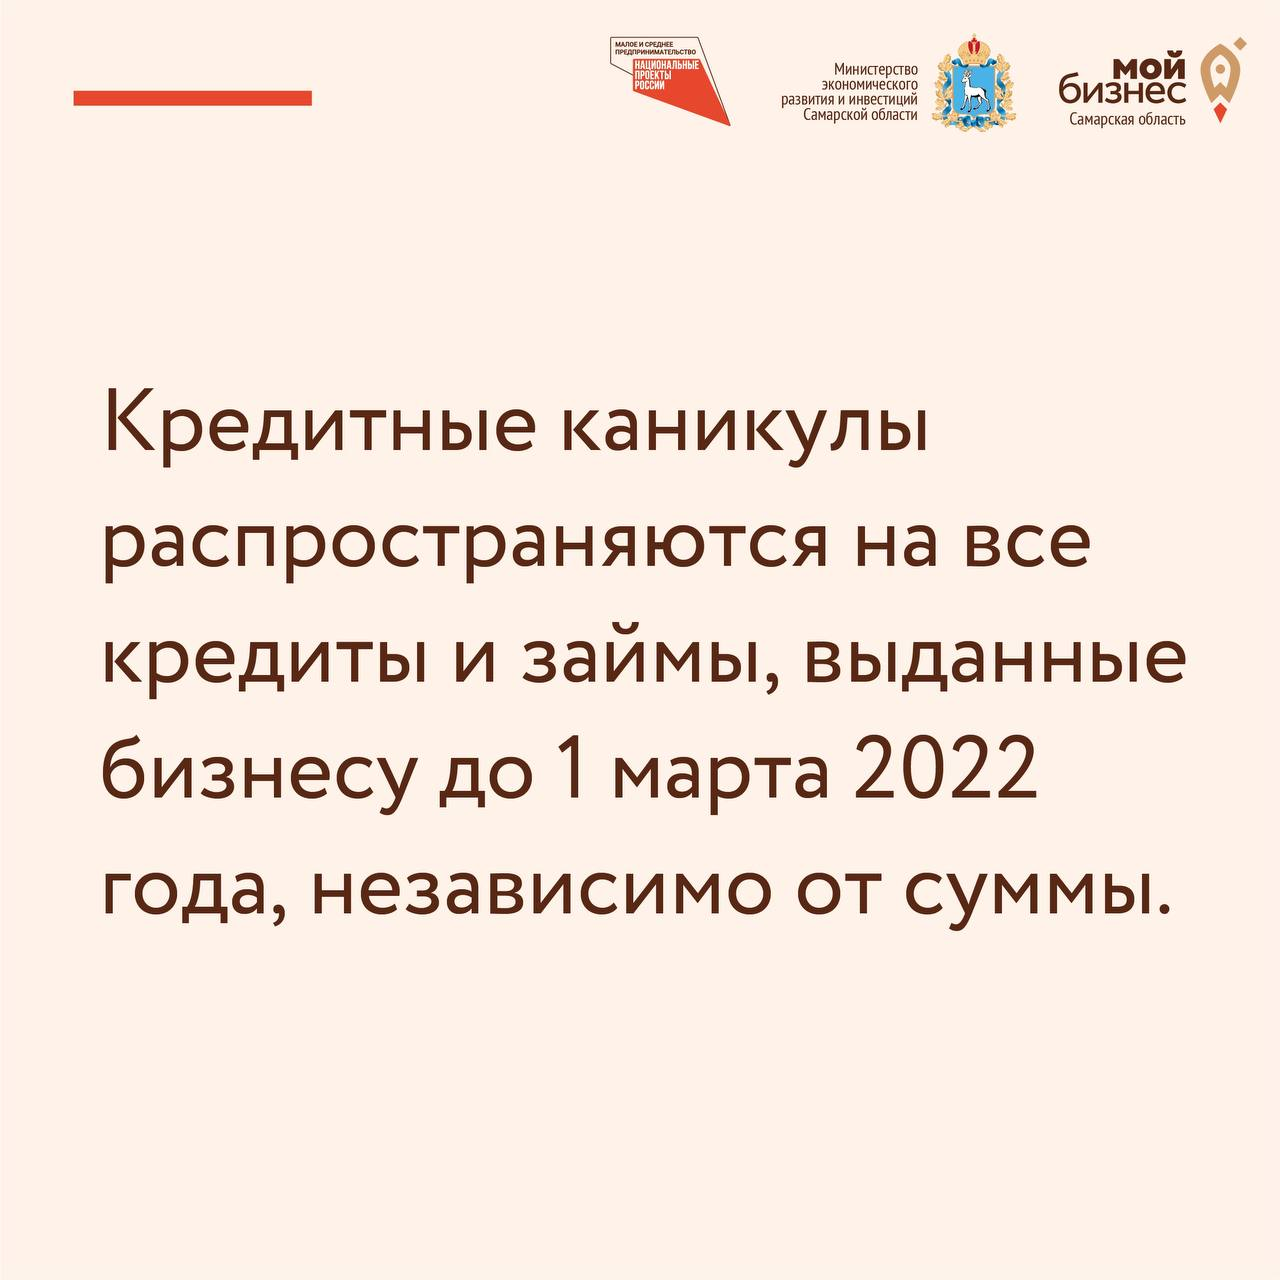 МАЛОЕ И СРЕДНЕЕ
ПРЕДПРИНИМАТЕЛЬСТВО
НАЦИОНАЛЬНЫЕ
ПРОЕКТЫ
РОССИИ
Министерство
экономического
развития и инвестиций
Самарской области
мой
бизнес
Самарская область
Кредитные каникулы
распространяются на все
кредиты и займы, выданные
бизнесу до 1 марта 2022
года, независимо от суммы.